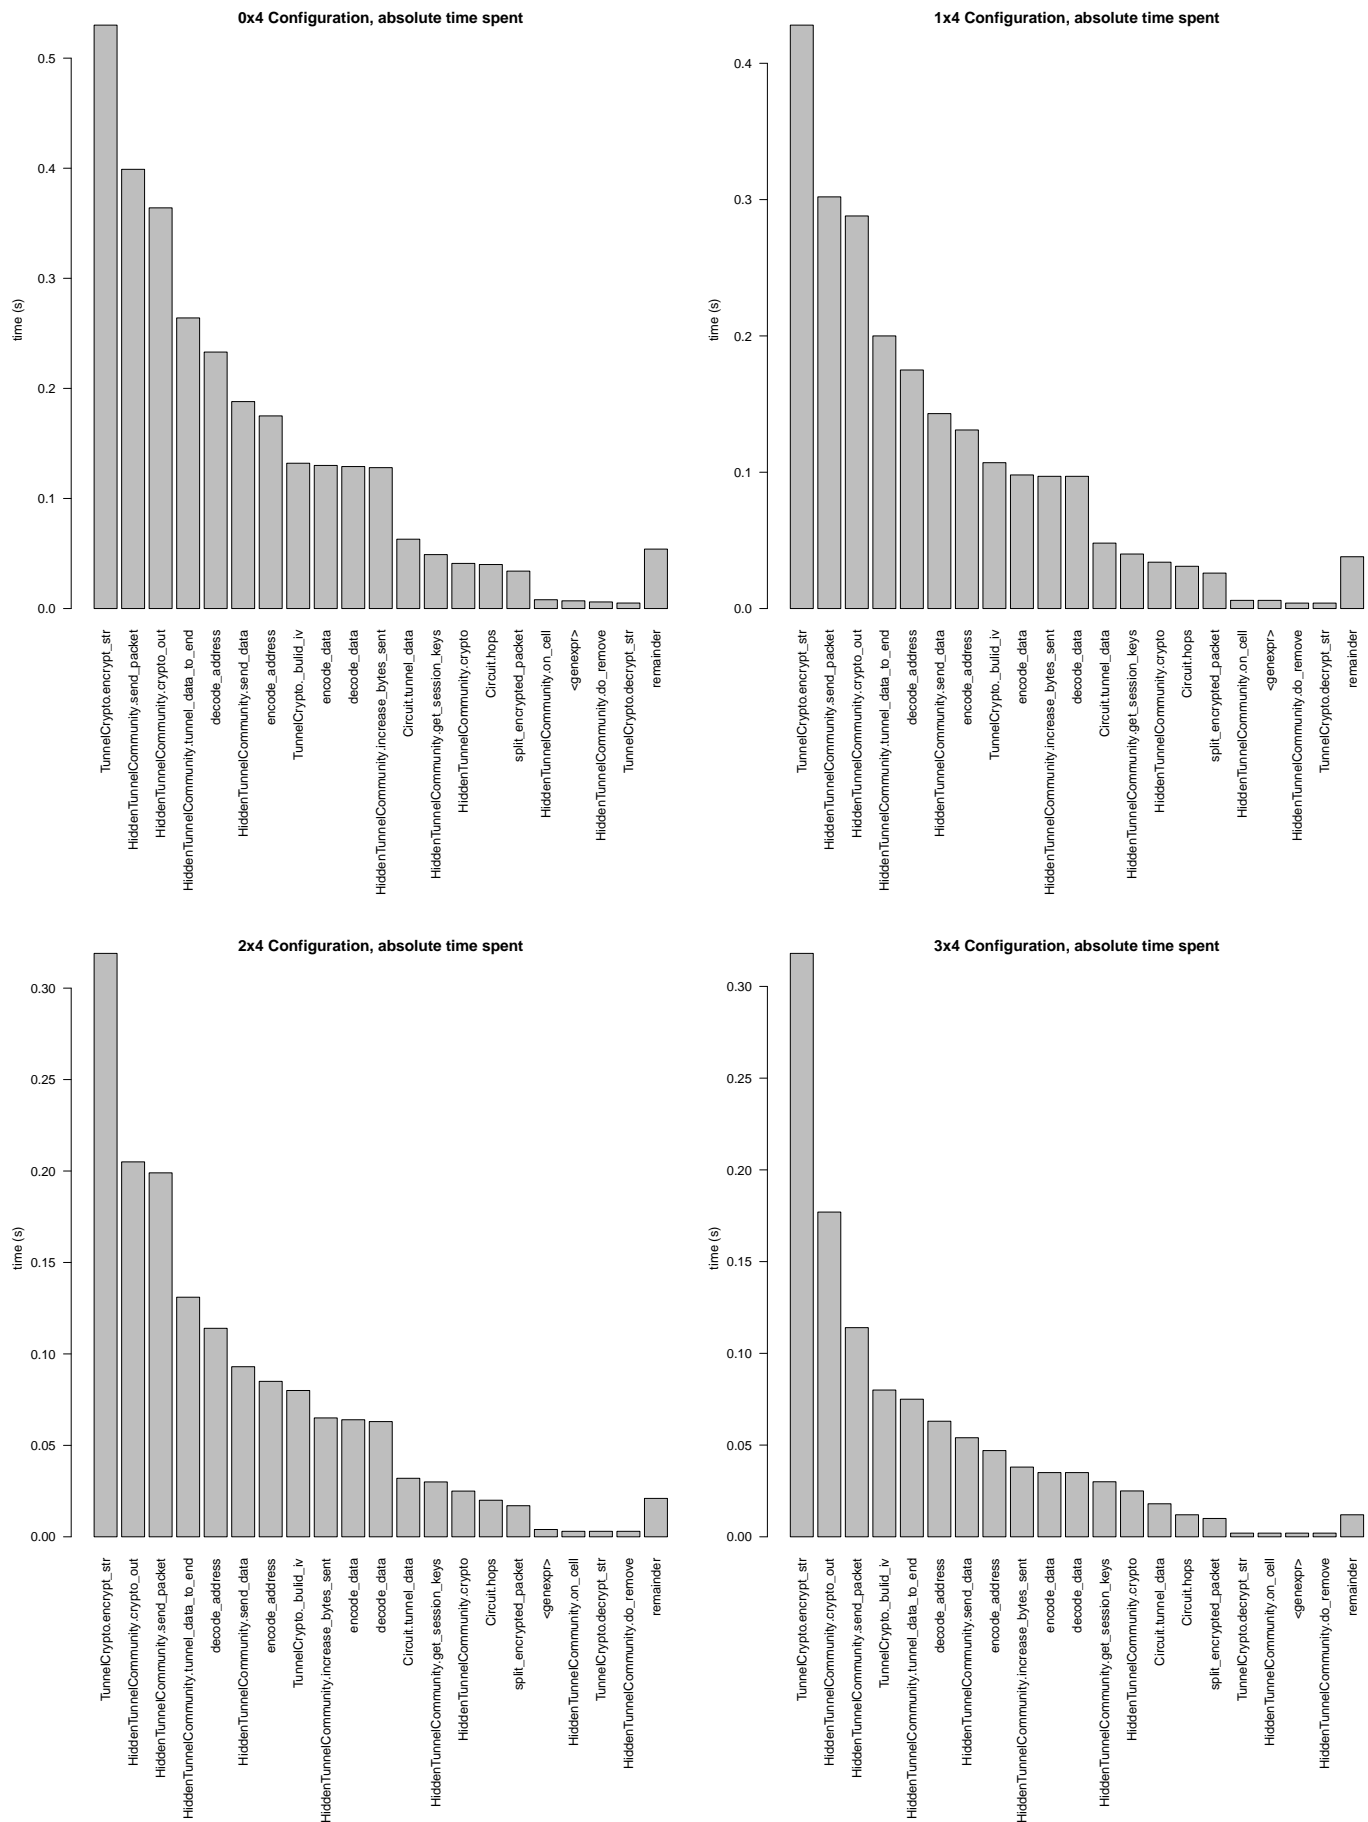 0x4 Configuration, absolute time spent
time (s)
0.5
0.4
0.3
0.2
0.1
0.0
TunnelCrypto.encrypt_str
HiddenTunnelCommunity.send_packet
HiddenTunnelCommunity.crypto_out
HiddenTunnelCommunity.tunnel_data_to_end
decode_address
HiddenTunnelCommunity.send_data
encode_address
TunnelCrypto._bulid_iv
encode_data
decode_data
HiddenTunnelCommunity.increase_bytes_sent
Circuit.tunnel_data
HiddenTunnelCommunity.get_session_keys
HiddenTunnelCommunity.crypto
Circuit.hops
split_encrypted_packet
HiddenTunnelCommunity.on_cell
<genexpr>
HiddenTunnelCommunity.do_remove
TunnelCrypto.decrypt_str
remainder
1x4 Configuration, absolute time spent
time (s)
0.4
0.3
0.2
0.1
0.0
TunnelCrypto.encrypt_str
HiddenTunnelCommunity.send_packet
HiddenTunnelCommunity.crypto_out
HiddenTunnelCommunity.tunnel_data_to_end
decode_address
HiddenTunnelCommunity.send_data
encode_address
TunnelCrypto._bulid_iv
encode_data
HiddenTunnelCommunity.increase_bytes_sent
decode_data
Circuit.tunnel_data
HiddenTunnelCommunity.get_session_keys
HiddenTunnelCommunity.crypto
Circuit.hops
split_encrypted_packet
HiddenTunnelCommunity.on_cell
<genexpr>
HiddenTunnelCommunity.do_remove
TunnelCrypto.decrypt_str
remainder
2x4 Configuration, absolute time spent
time (s)
0.30
0.25
0.20
0.15
0.10
0.05
0.00
TunnelCrypto.encrypt_str
HiddenTunnelCommunity.crypto_out
HiddenTunnelCommunity.send_packet
HiddenTunnelCommunity.tunnel_data_to_end
decode_address
HiddenTunnelCommunity.send_data
encode_address
TunnelCrypto._bulid_iv
HiddenTunnelCommunity.increase_bytes_sent
encode_data
decode_data
Circuit.tunnel_data
HiddenTunnelCommunity.get_session_keys
HiddenTunnelCommunity.crypto
Circuit.hops
split_encrypted_packet
<genexpr>
HiddenTunnelCommunity.on_cell
TunnelCrypto.decrypt_str
HiddenTunnelCommunity.do_remove
remainder
3x4 Configuration, absolute time spent
time (s)
0.30
0.25
0.20
0.15
0.10
0.05
0.00
TunnelCrypto.encrypt_str
HiddenTunnelCommunity.crypto_out
HiddenTunnelCommunity.send_packet
TunnelCrypto._bulid_iv
HiddenTunnelCommunity.tunnel_data_to_end
decode_address
HiddenTunnelCommunity.send_data
encode_address
HiddenTunnelCommunity.increase_bytes_sent
encode_data
decode_data
HiddenTunnelCommunity.get_session_keys
HiddenTunnelCommunity.crypto
Circuit.tunnel_data
Circuit.hops
split_encrypted_packet
TunnelCrypto.decrypt_str
HiddenTunnelCommunity.on_cell
<genexpr>
HiddenTunnelCommunity.do_remove
remainder